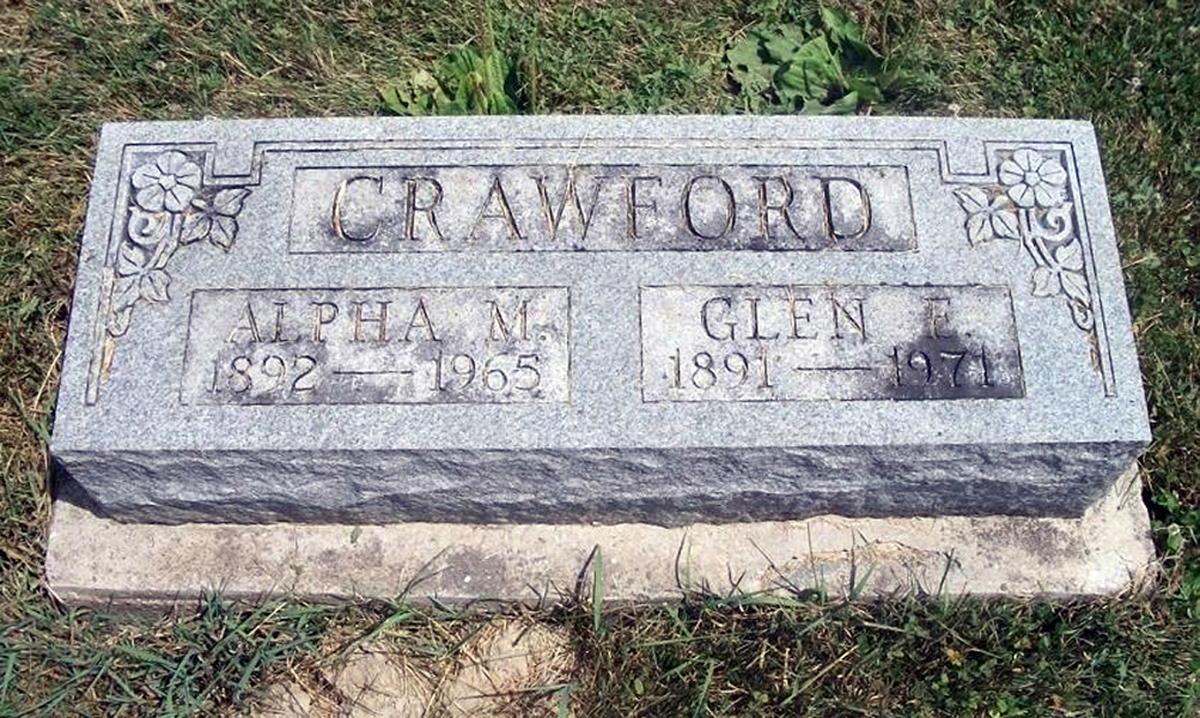 CRAWFORD
ALPHA M.
1892 — 1965
GLEN E.
1891 — 1971